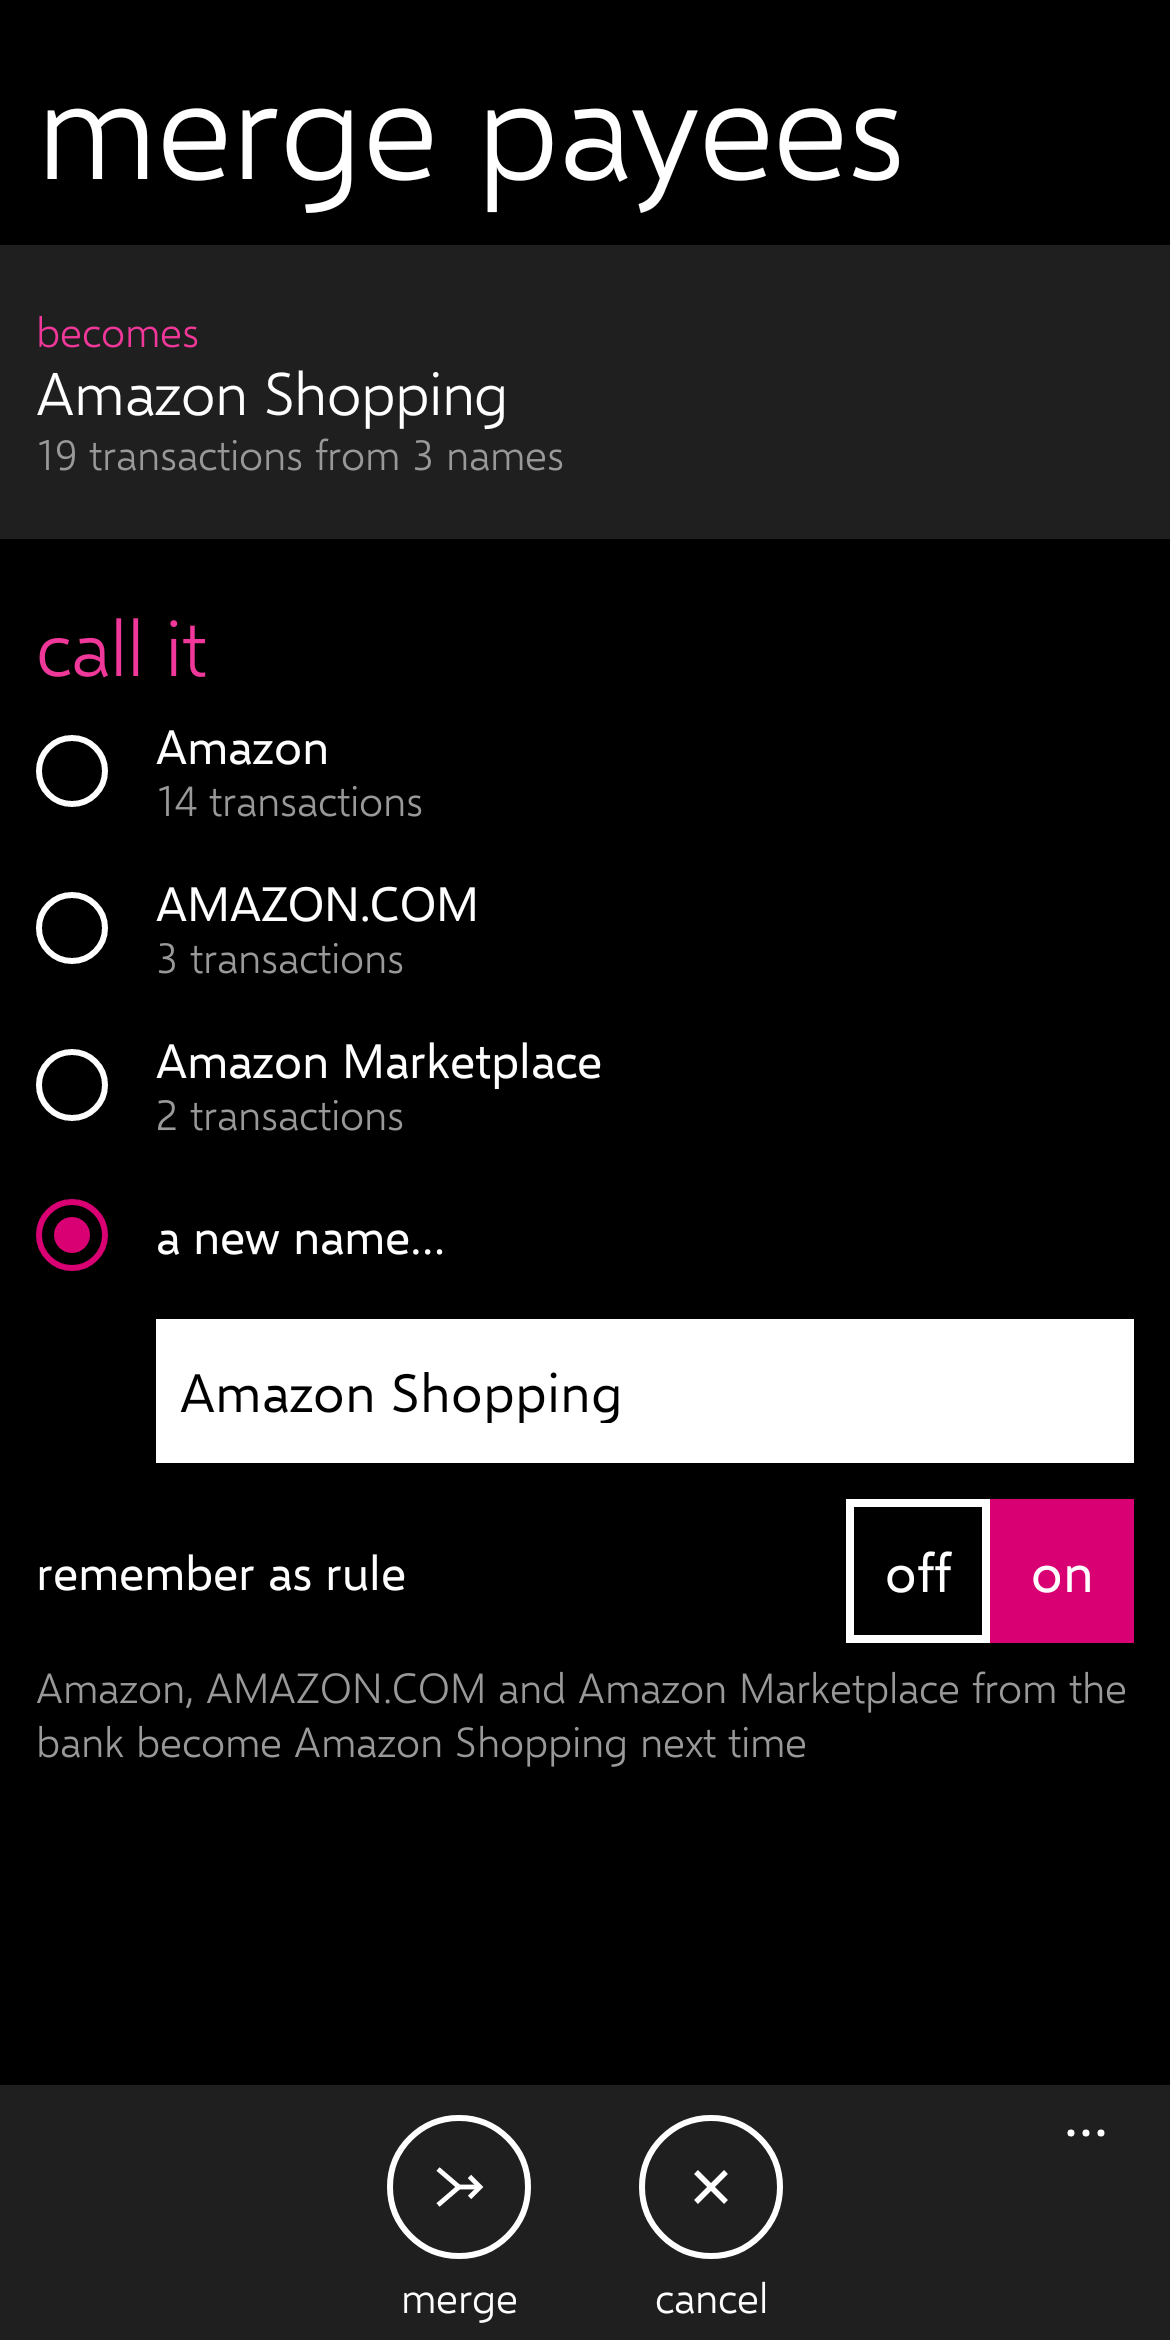 merge payees
becomes
Amazon Shopping
19 transactions from 3 names
call it
Amazon
14 transactions
AMAZON.COM
3 transactions
Amazon Marketplace
2 transactions
a new name...
Amazon Shopping
remember as rule
off on
Amazon, AMAZON.COM and Amazon Marketplace from the
bank become Amazon Shopping next time
...
merge cancel